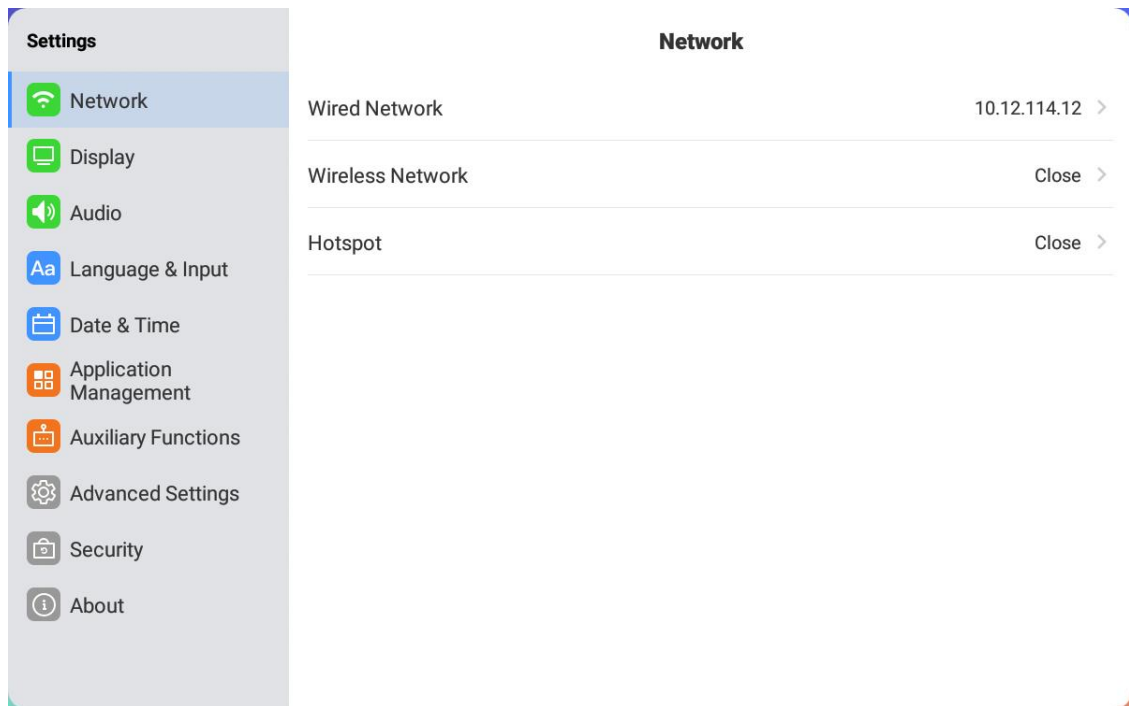 Settings
Network
Network
Wired Network 10.12.114.12
Display
Wireless Network Close
Audio
Hotspot Close
Aa Language & Input
Date & Time
Application
Management
Auxiliary Functions
Advanced Settings
Security
About